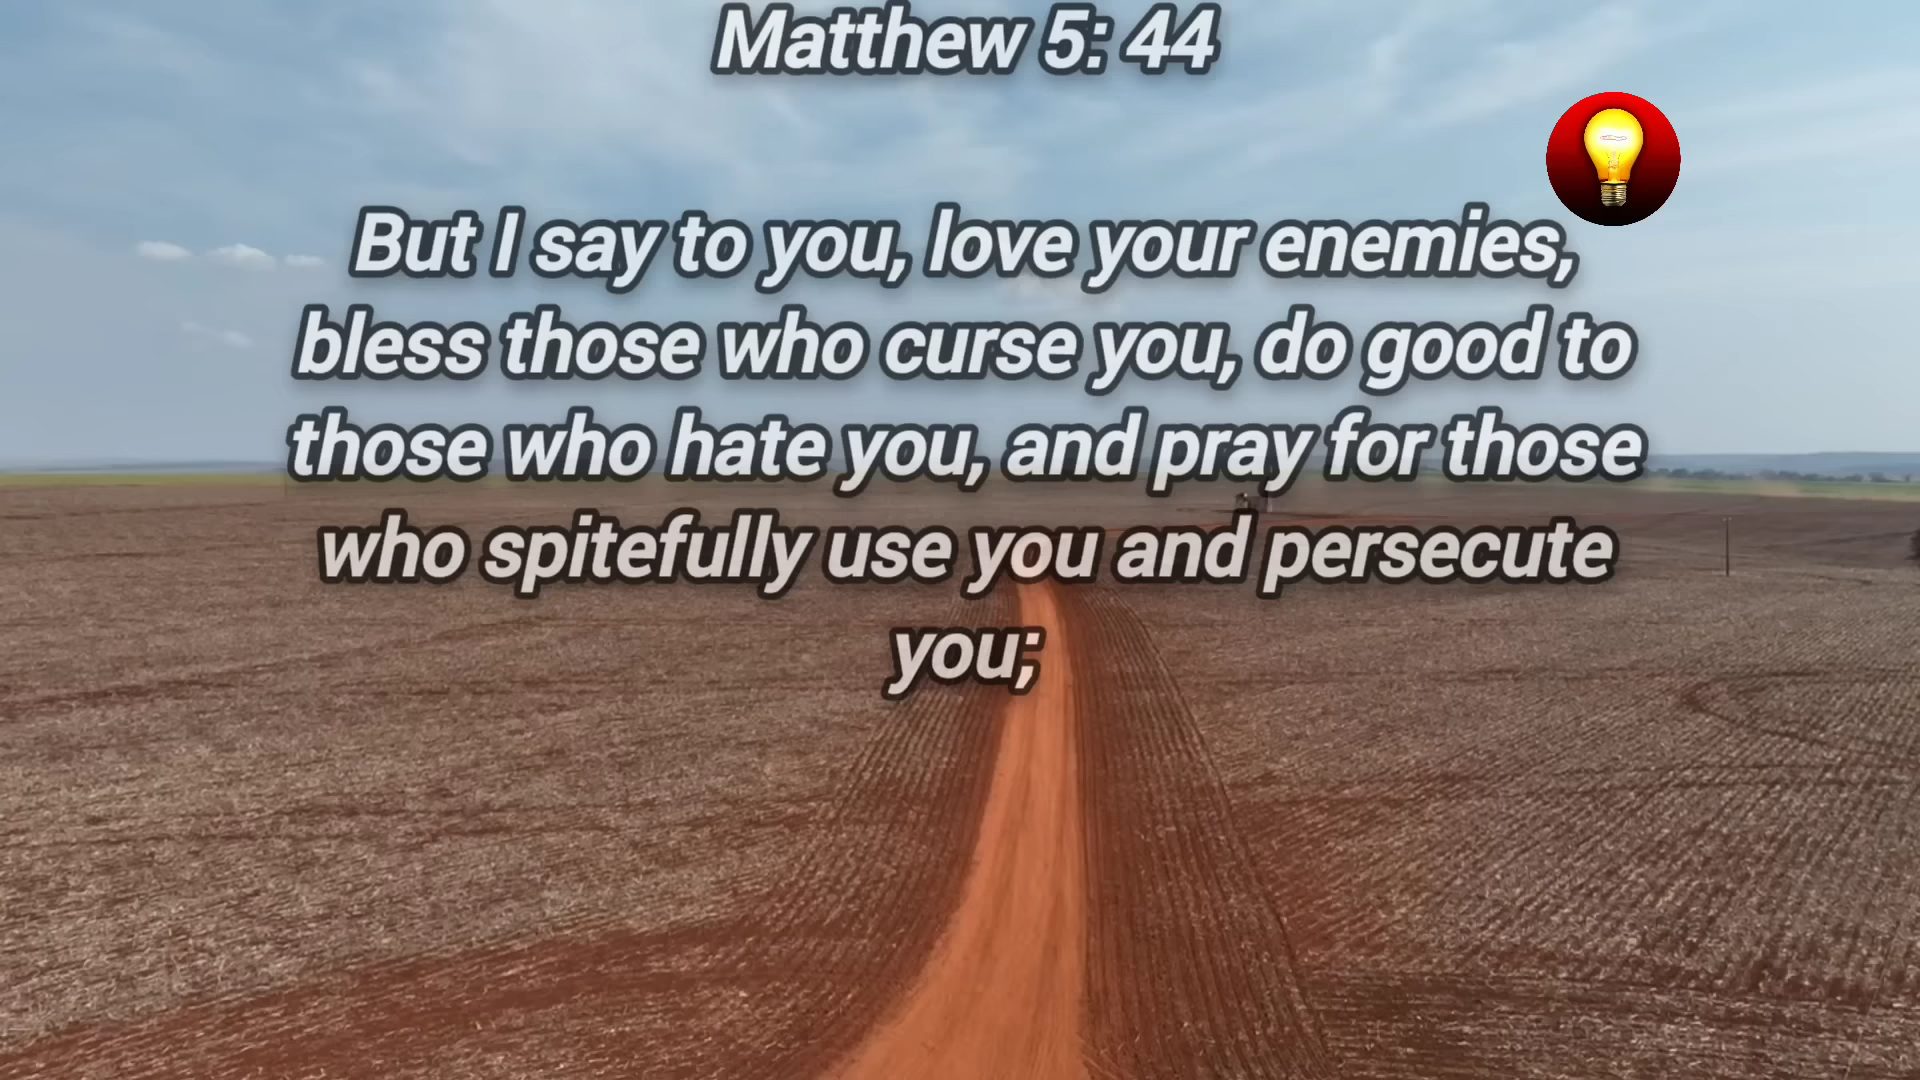 Matthew 5: 44
But I say to you, love your enemies,
bless those who curse you, do good to
those who hate you, and pray for those
who spitefully use you and persecute
you;